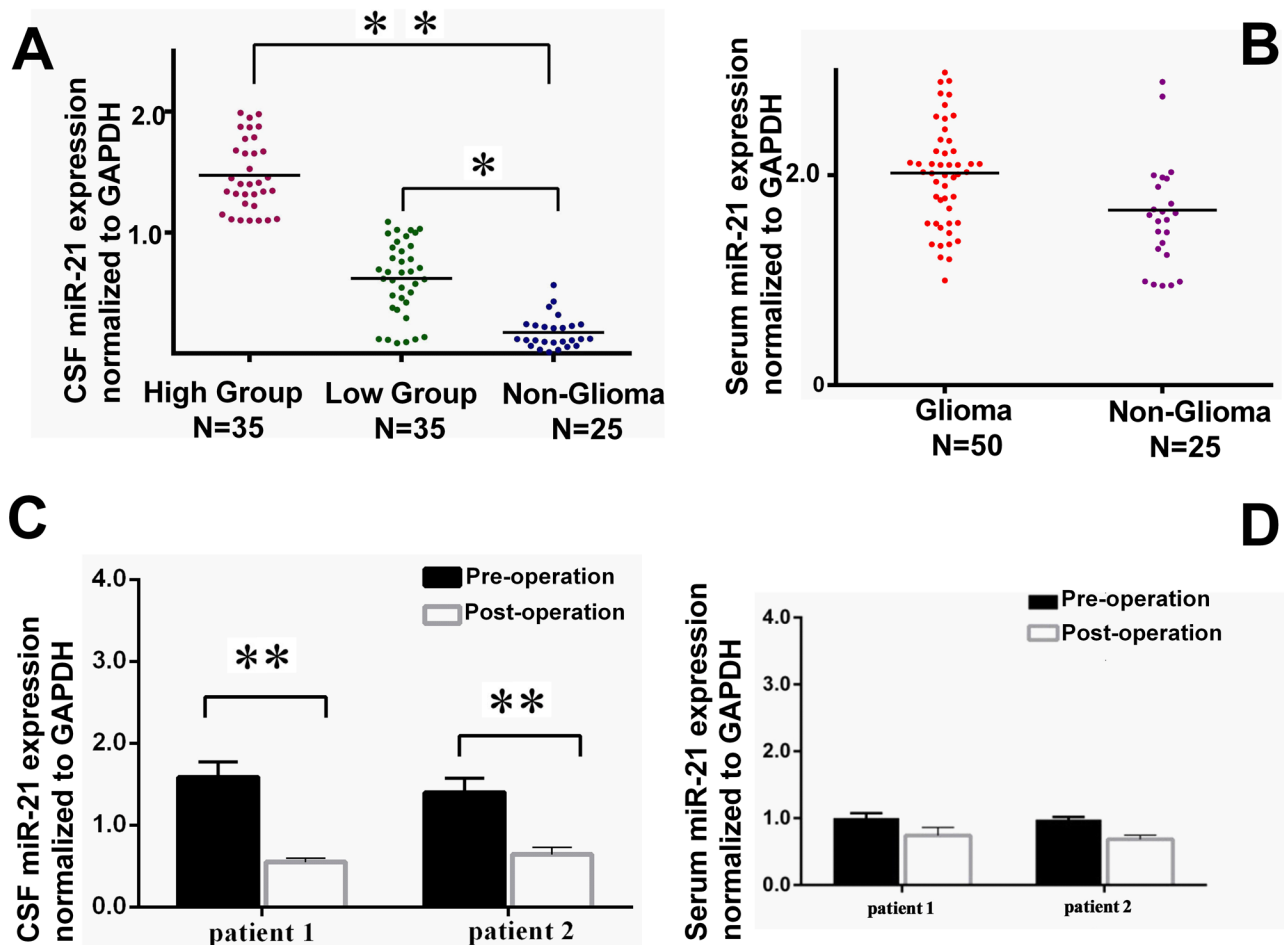 A
CSF miR-21 expression
normalized to GAPDH
2.0
1.0
* *
*
High Group
N=35
Low Group
N=35
Non-Glioma
N=25
B
Serum miR-21 expression
normalized to GAPDH
2.0
0
Glioma
N=50
Non-Glioma
N=25
C
CSF miR-21 expression
normalized to GAPDH
4.0
3.0
2.0
1.0
0.0
Pre-operation
Post-operation
**
**
patient 1
patient 2
D
Serum miR-21 expression
normalized to GAPDH
4.0
3.0
2.0
1.0
0.0
Pre-operation
Post-operation
patient 1
patient 2